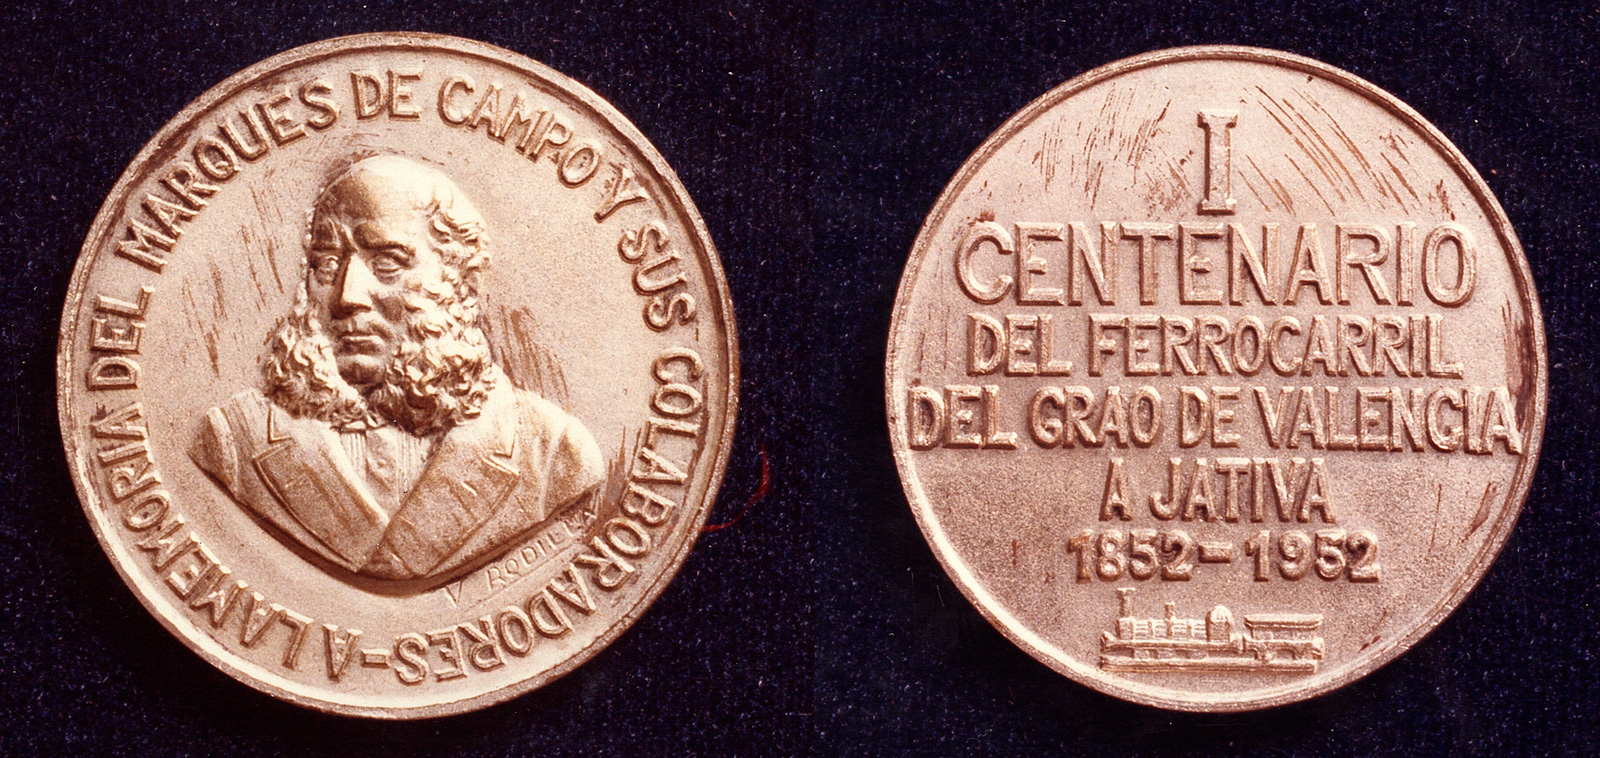 A LA MEMORIA DEL MARQUES DE CAMPO Y SUS COLABORADORES-
V RODILLA
I
CENTENARIO
DEL FERROCARRIL
DEL GRAO DE VALENCIA
A JATIVA
1852-1952